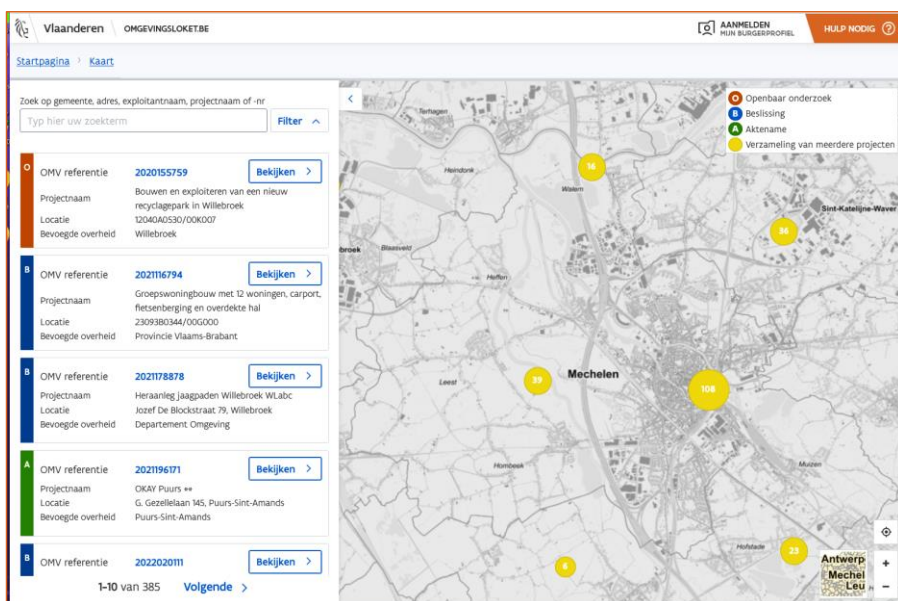 Vlaanderen
OMGEVINGSLOKET.BE
AANMELDEN
MIJN BURGERPROFIEL
HULP NODIG
Startpagina > Kaart
Zoek op gemeente, adres, exploitantnaam, projectnaam of -nr
Typ hier uw zoekterm
Filter
O
OMV referentie 2020155759 Bekijken >
Projectnaam Bouwen en exploiteren van een nieuw
recyclagepark in Willebroek
Locatie 12040A0530/00K007
Bevoegde overheid Willebroek
B
OMV referentie 2021116794 Bekijken >
Projectnaam Groepswoningbouw met 12 woningen, carport,
fietsenberging en overdekte hal
Locatie 23093B0344/00G000
Bevoegde overheid Provincie Vlaams-Brabant
B
OMV referentie 2021178878 Bekijken >
Projectnaam Heraanleg jaagpaden Willebroek WLabc
Locatie Jozef De Blockstraat 79, Willebroek
Bevoegde overheid Departement Omgeving
A
OMV referentie 2021196171 Bekijken >
Projectnaam OKAY Puurs **
Locatie G. Gezellelaan 145, Puurs-Sint-Amands
Bevoegde overheid Puurs-Sint-Amands
B
OMV referentie 2022020111 Bekijken >
1–10 van 385 Volgende >
O Openbaar onderzoek
B Beslissing
A Aktename
Verzameling van meerdere projecten
Terhagen
Heindonk
16
Walem
Sint-Katelijne-Waver
36
broek
Blaasveld
Heffen
Leest
39
Mechelen
108
Hombeek
Muizen
Hofstade
23
6
Antwerp
Mechel
Leu
+
−